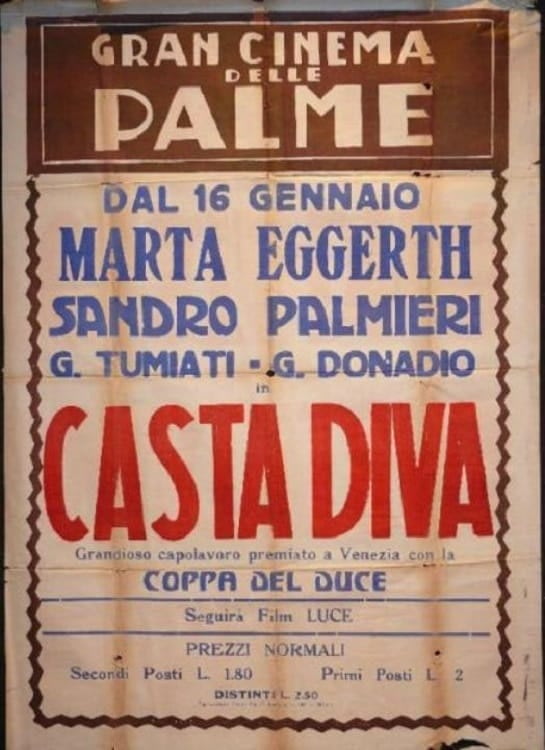 GRAN CINEMA
DELLE
PALME
DAL 16 GENNAIO
MARTA EGGERTH
SANDRO PALMIERI
G. TUMIATI - G. DONADIO
in
CASTA DIVA
Grandioso capolavoro premiato a Venezia con la
COPPA DEL DUCE
Seguirà Film LUCE
PREZZI NORMALI
Secondi Posti L. 1.80 Primi Posti L. 2
DISTINTI L. 2.50